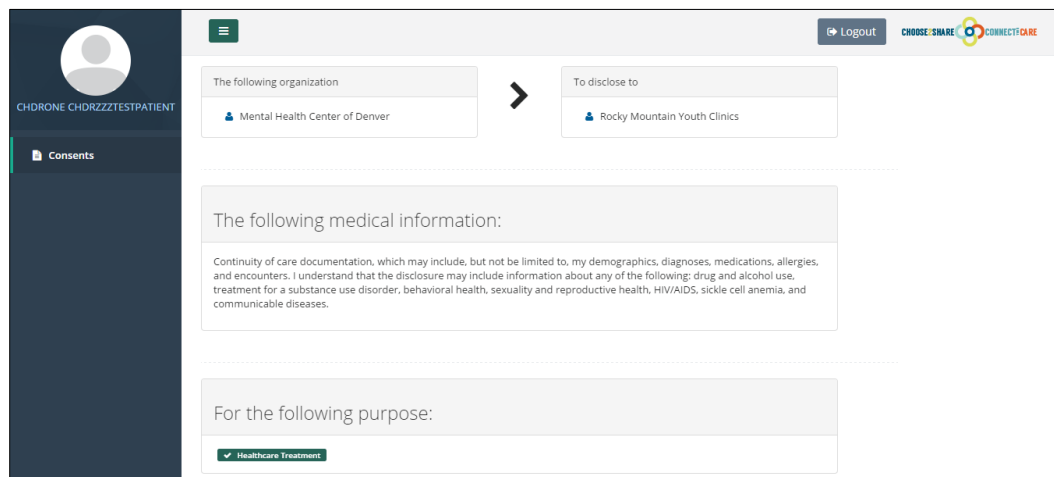 Logout
CHOOSE2SHARE CONNECTTHECARE
CHDRONE CHDRZZZTESTPATIENT
Consents
The following organization
Mental Health Center of Denver
To disclose to
Rocky Mountain Youth Clinics
The following medical information:
Continuity of care documentation, which may include, but not be limited to, my demographics, diagnoses, medications, allergies,
and encounters. I understand that the disclosure may include information about any of the following: drug and alcohol use,
treatment for a substance use disorder, behavioral health, sexuality and reproductive health, HIV/AIDS, sickle cell anemia, and
communicable diseases.
For the following purpose:
Healthcare Treatment